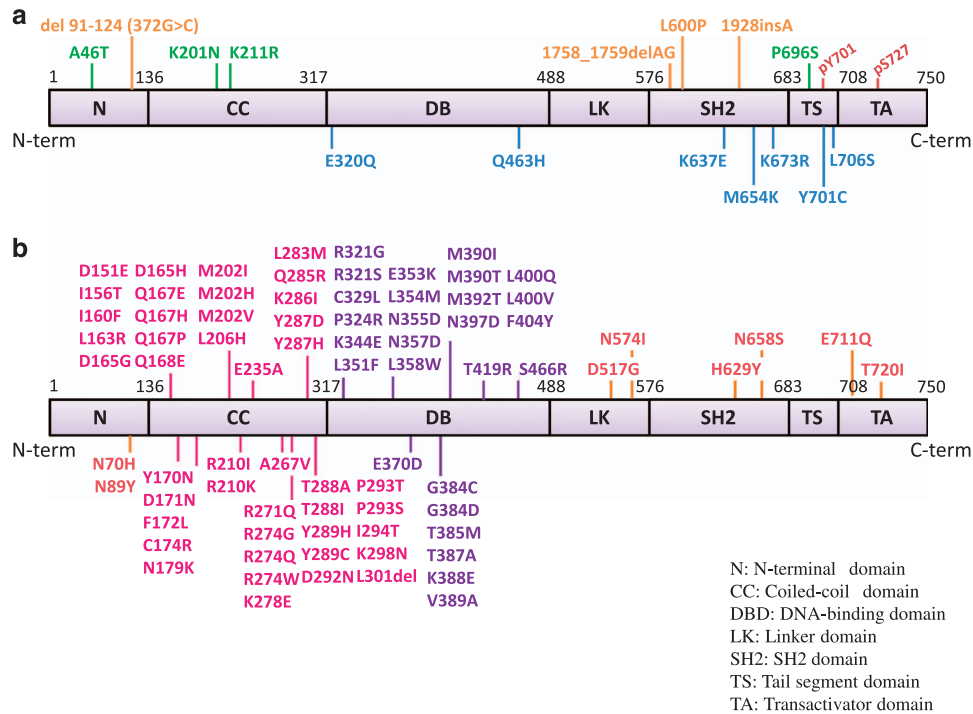 a
del 91-124 (372G>C)
L600P
1928insA
A46T
K201N
K211R
1758_1759delAG
P696S
pY701
pS727
1
136
317
488
576
683
708
750
N
CC
DB
LK
SH2
TS
TA
N-term
C-term
E320Q
Q463H
K637E
K673R
L706S
M654K
Y701C
b
D151E
I156T
I160F
L163R
D165G
D165H
Q167E
Q167H
Q167P
Q168E
M202I
M202H
M202V
L206H
E235A
L283M
Q285R
K286I
Y287D
Y287H
R321G
R321S
C329L
P324R
K344E
L351F
E353K
L354M
N355D
N357D
L358W
M390I
M390T
M392T
N397D
L400Q
L400V
F404Y
T419R
S466R
N574I
D517G
N658S
H629Y
E711Q
T720I
1
136
317
488
576
683
708
750
N
CC
DB
LK
SH2
TS
TA
N-term
C-term
N70H
N89Y
Y170N
D171N
F172L
C174R
N179K
R210I
R210K
A267V
R271Q
R274G
R274Q
R274W
K278E
T288A
T288I
Y289H
Y289C
D292N
P293T
P293S
I294T
K298N
L301del
E370D
G384C
G384D
T385M
T387A
K388E
V389A
N: N-terminal domain
CC: Coiled-coil domain
DBD: DNA-binding domain
LK: Linker domain
SH2: SH2 domain
TS: Tail segment domain
TA: Transactivator domain